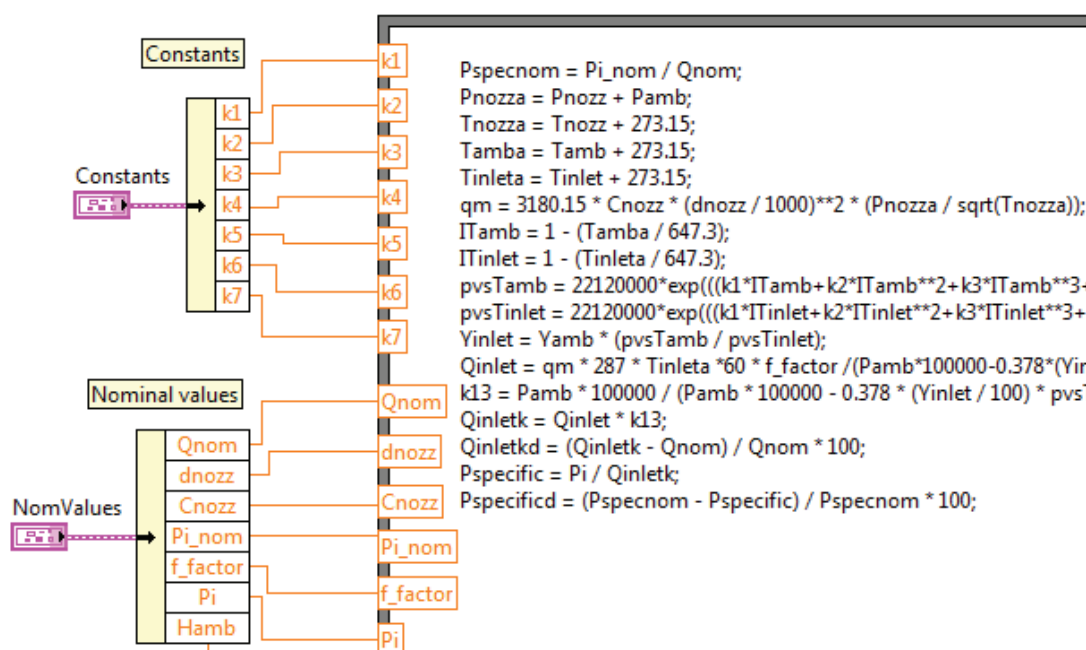 Constants
Constants
k1
k2
k3
k4
k5
k6
k7
k1
k2
k3
k4
k5
k6
k7
Nominal values
NomValues
Qnom
dnozz
Cnozz
Pi_nom
f_factor
Pi
Hamb
Qnom
dnozz
Cnozz
Pi_nom
f_factor
Pi
Pspecnom = Pi_nom / Qnom;
Pnozza = Pnozz + Pamb;
Tnozza = Tnozz + 273.15;
Tamba = Tamb + 273.15;
Tinleta = Tinlet + 273.15;
qm = 3180.15 * Cnozz * (dnozz / 1000)**2 * (Pnozza / sqrt(Tnozza));
ITamb = 1 - (Tamba / 647.3);
ITinlet = 1 - (Tinleta / 647.3);
pvsTamb = 22120000*exp(((k1*ITamb+k2*ITamb**2+k3*ITamb**3+
pvsTinlet = 22120000*exp(((k1*ITinlet+k2*ITinlet**2+k3*ITinlet**3+
Yinlet = Yamb * (pvsTamb / pvsTinlet);
Qinlet = qm * 287 * Tinleta *60 * f_factor /(Pamb*100000-0.378*(Yin
k13 = Pamb * 100000 / (Pamb * 100000 - 0.378 * (Yinlet / 100) * pvsT
Qinletk = Qinlet * k13;
Qinletkd = (Qinletk - Qnom) / Qnom * 100;
Pspecific = Pi / Qinletk;
Pspecificd = (Pspecnom - Pspecific) / Pspecnom * 100;